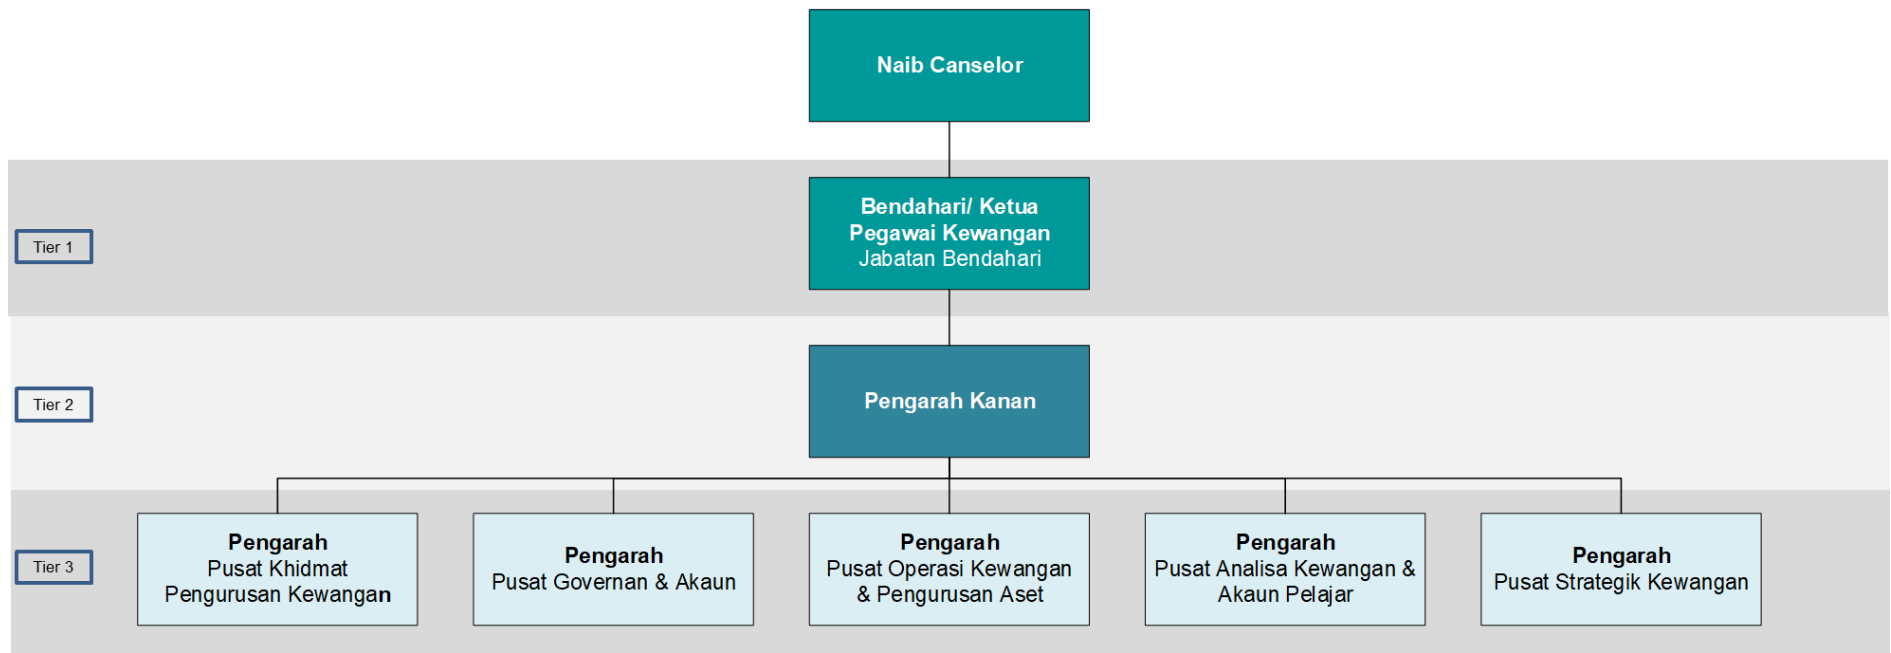 Naib Canselor
Tier 1
Bendahari/ Ketua
Pegawai Kewangan
Jabatan Bendahari
Tier 2
Pengarah Kanan
Tier 3
Pengarah
Pusat Khidmat
Pengurusan Kewangan
Pengarah
Pusat Governan & Akaun
Pengarah
Pusat Operasi Kewangan
& Pengurusan Aset
Pengarah
Pusat Analisa Kewangan &
Akaun Pelajar
Pengarah
Pusat Strategik Kewangan